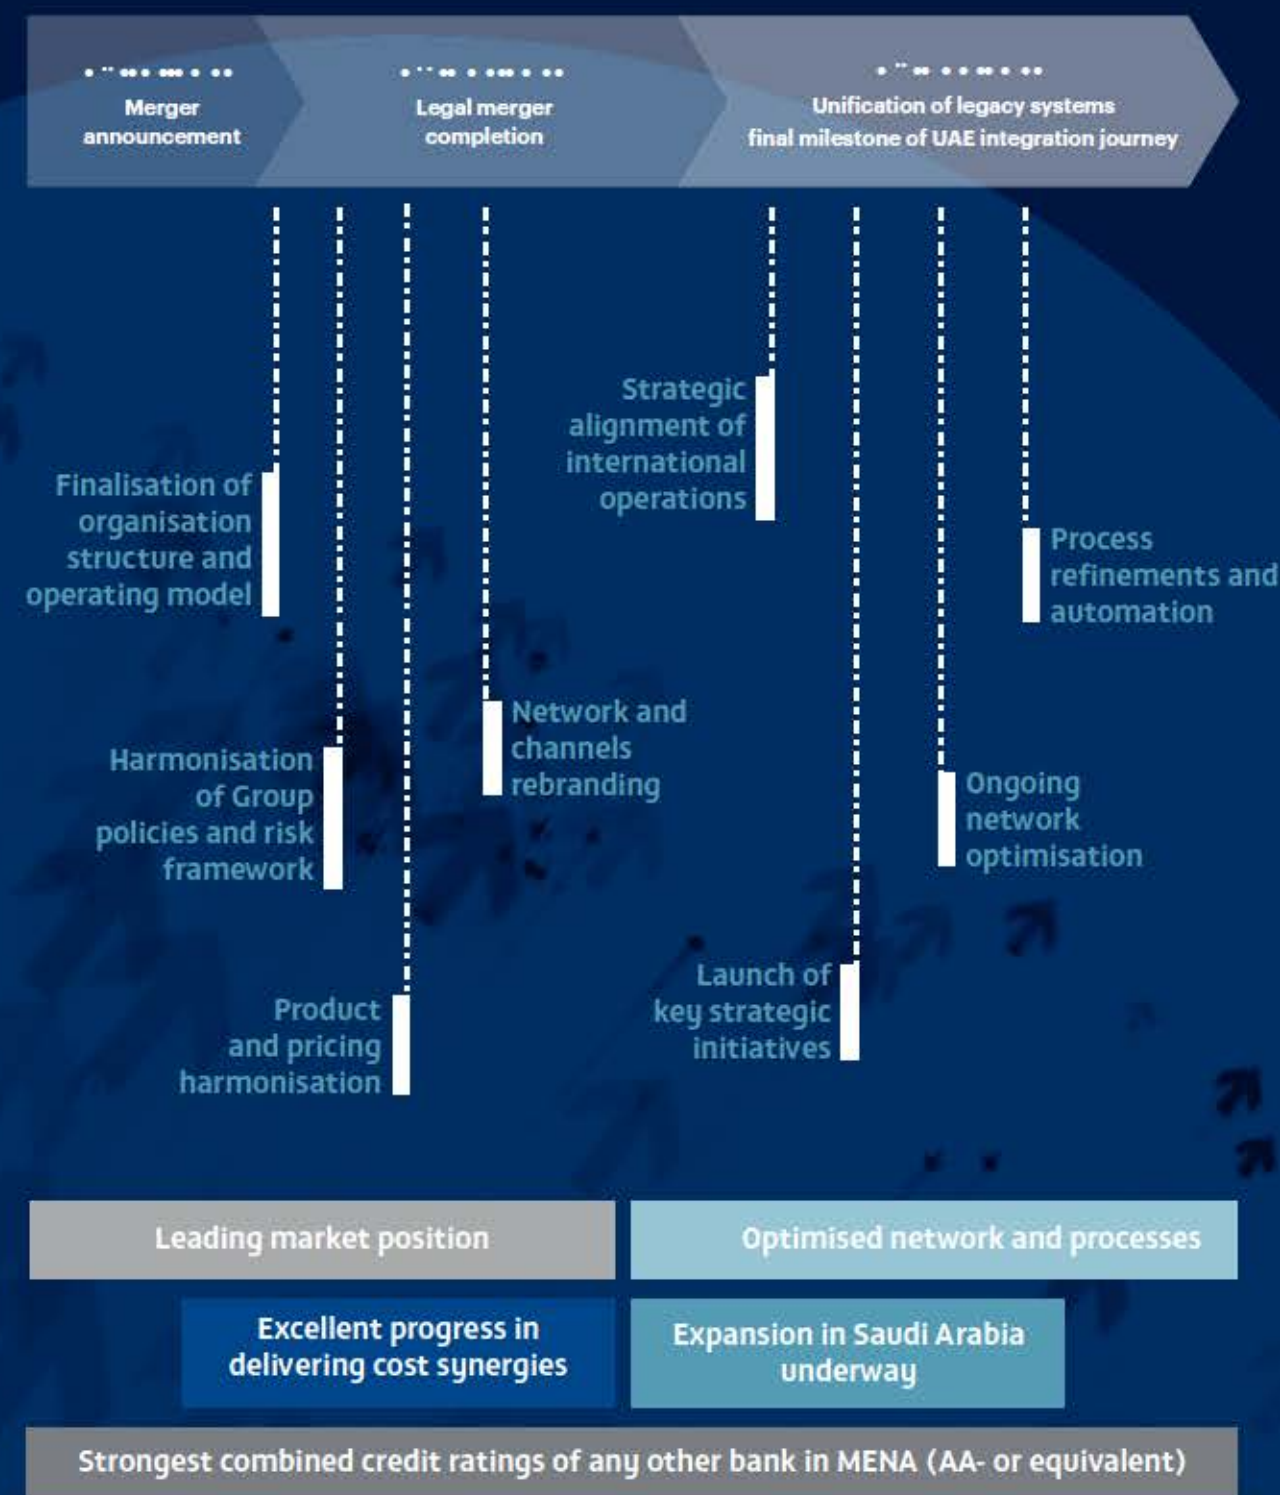 Merger
announcement
Legal merger
completion
Unification of legacy systems
final milestone of UAE integration journey
Strategic
alignment of
international
operations
Finalisation of
organisation
structure and
operating model
Process
refinements and
automation
Network and
channels
rebranding
Harmonisation
of Group
policies and risk
framework
Ongoing
network
optimisation
Launch of
key strategic
initiatives
Product
and pricing
harmonisation
Leading market position
Optimised network and processes
Excellent progress in
delivering cost synergies
Expansion in Saudi Arabia
underway
Strongest combined credit ratings of any other bank in MENA (AA- or equivalent)